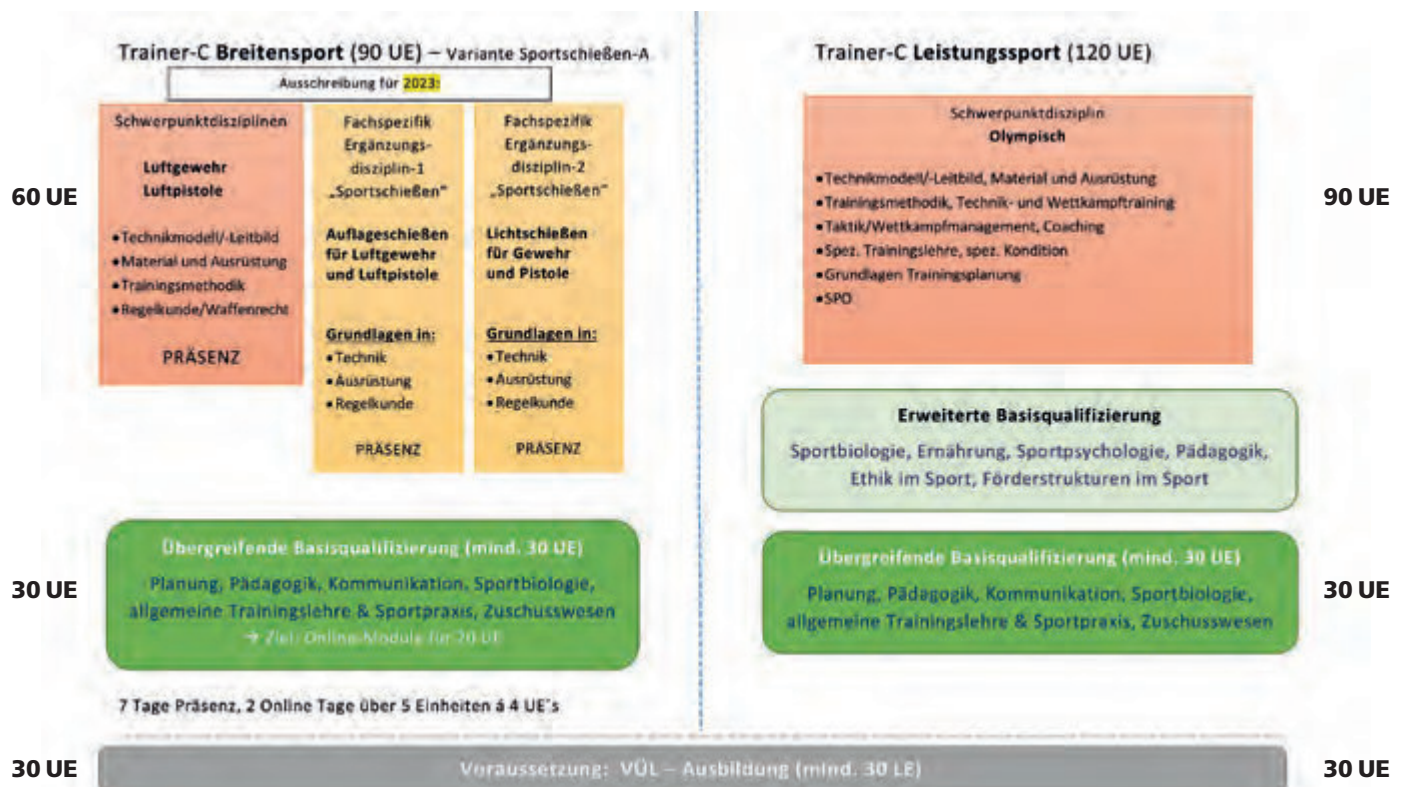 Trainer-C Breitensport (90 UE) – Variante Sportschießen-A
Ausschreibung für 2023:
60 UE
Schwerpunktdisziplinen
Luftgewehr
Luftpistole
•Technikmodell/-Leitbild
•Material und Ausrüstung
•Trainingsmethodik
•Regelkunde/Waffenrecht
PRÄSENZ
Fachspezifik
Ergänzungs-
disziplin-1
„Sportschießen“
Auflageschießen
für Luftgewehr
und Luftpistole
Grundlagen in:
•Technik
•Ausrüstung
•Regelkunde
PRÄSENZ
Fachspezifik
Ergänzungs-
disziplin-2
„Sportschießen“
Lichtschießen
für Gewehr
und Pistole
Grundlagen in:
•Technik
•Ausrüstung
•Regelkunde
PRÄSENZ
30 UE
Übergreifende Basisqualifizierung (mind. 30 UE)
Planung, Pädagogik, Kommunikation, Sportbiologie,
allgemeine Trainingslehre & Sportpraxis, Zuschusswesen
→ Ziel: Online-Module für 20 UE
7 Tage Präsenz, 2 Online Tage über 5 Einheiten á 4 UE´s
Trainer-C Leistungssport (120 UE)
Schwerpunktdisziplin
Olympisch
•Technikmodell/-Leitbild, Material und Ausrüstung
•Trainingsmethodik, Technik- und Wettkampftraining
•Taktik/Wettkampfmanagement, Coaching
•Spez. Trainingslehre, spez. Kondition
•Grundlagen Trainingsplanung
•SPO
90 UE
Erweiterte Basisqualifizierung
Sportbiologie, Ernährung, Sportpsychologie, Pädagogik,
Ethik im Sport, Förderstrukturen im Sport
Übergreifende Basisqualifizierung (mind. 30 UE)
Planung, Pädagogik, Kommunikation, Sportbiologie,
allgemeine Trainingslehre & Sportpraxis, Zuschusswesen
30 UE
30 UE
Voraussetzung: VÜL – Ausbildung (mind. 30 LE)
30 UE